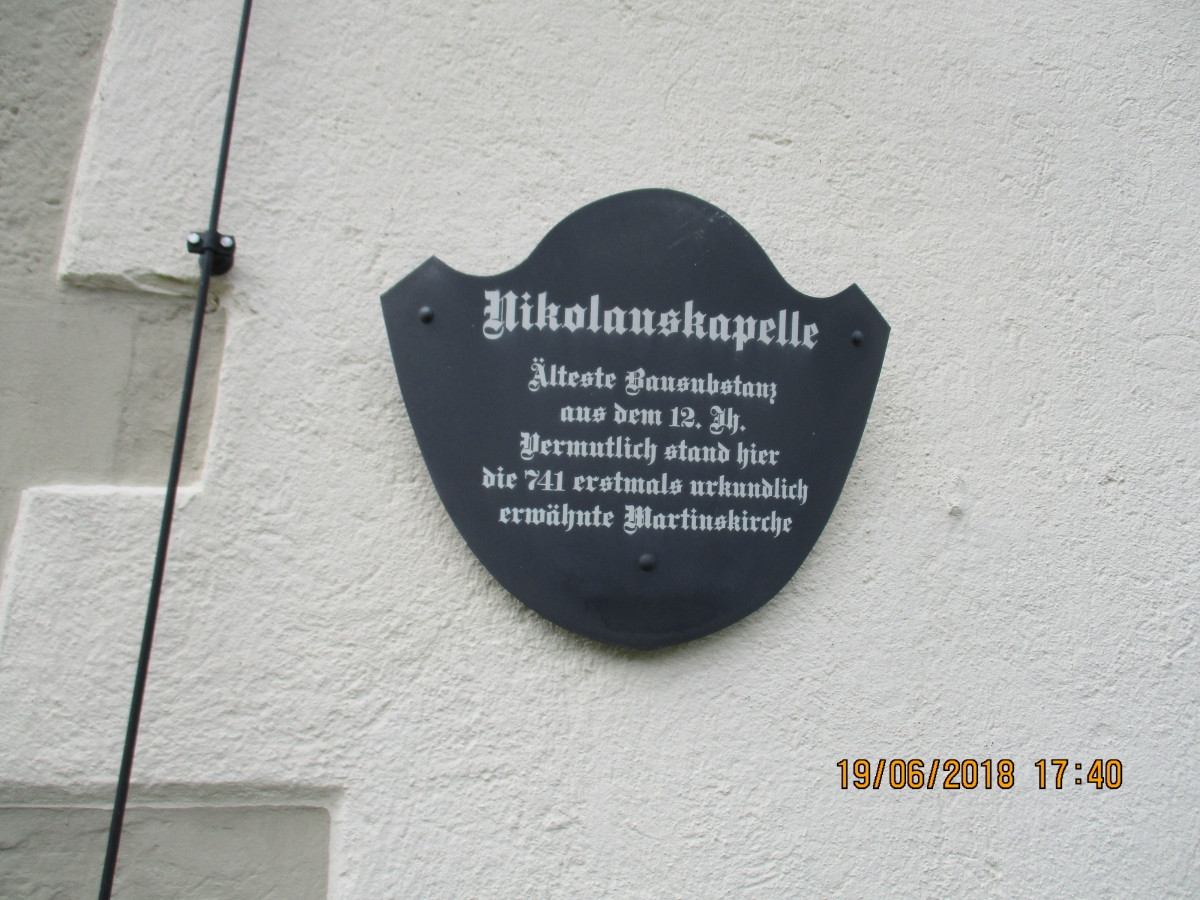 Nikolauskapelle
Älteste Bausubstanz
aus dem 12. Jh.
Vermutlich stand hier
die 741 erstmals urkundlich
erwähnte Martinskirche
19/06/2018 17:40